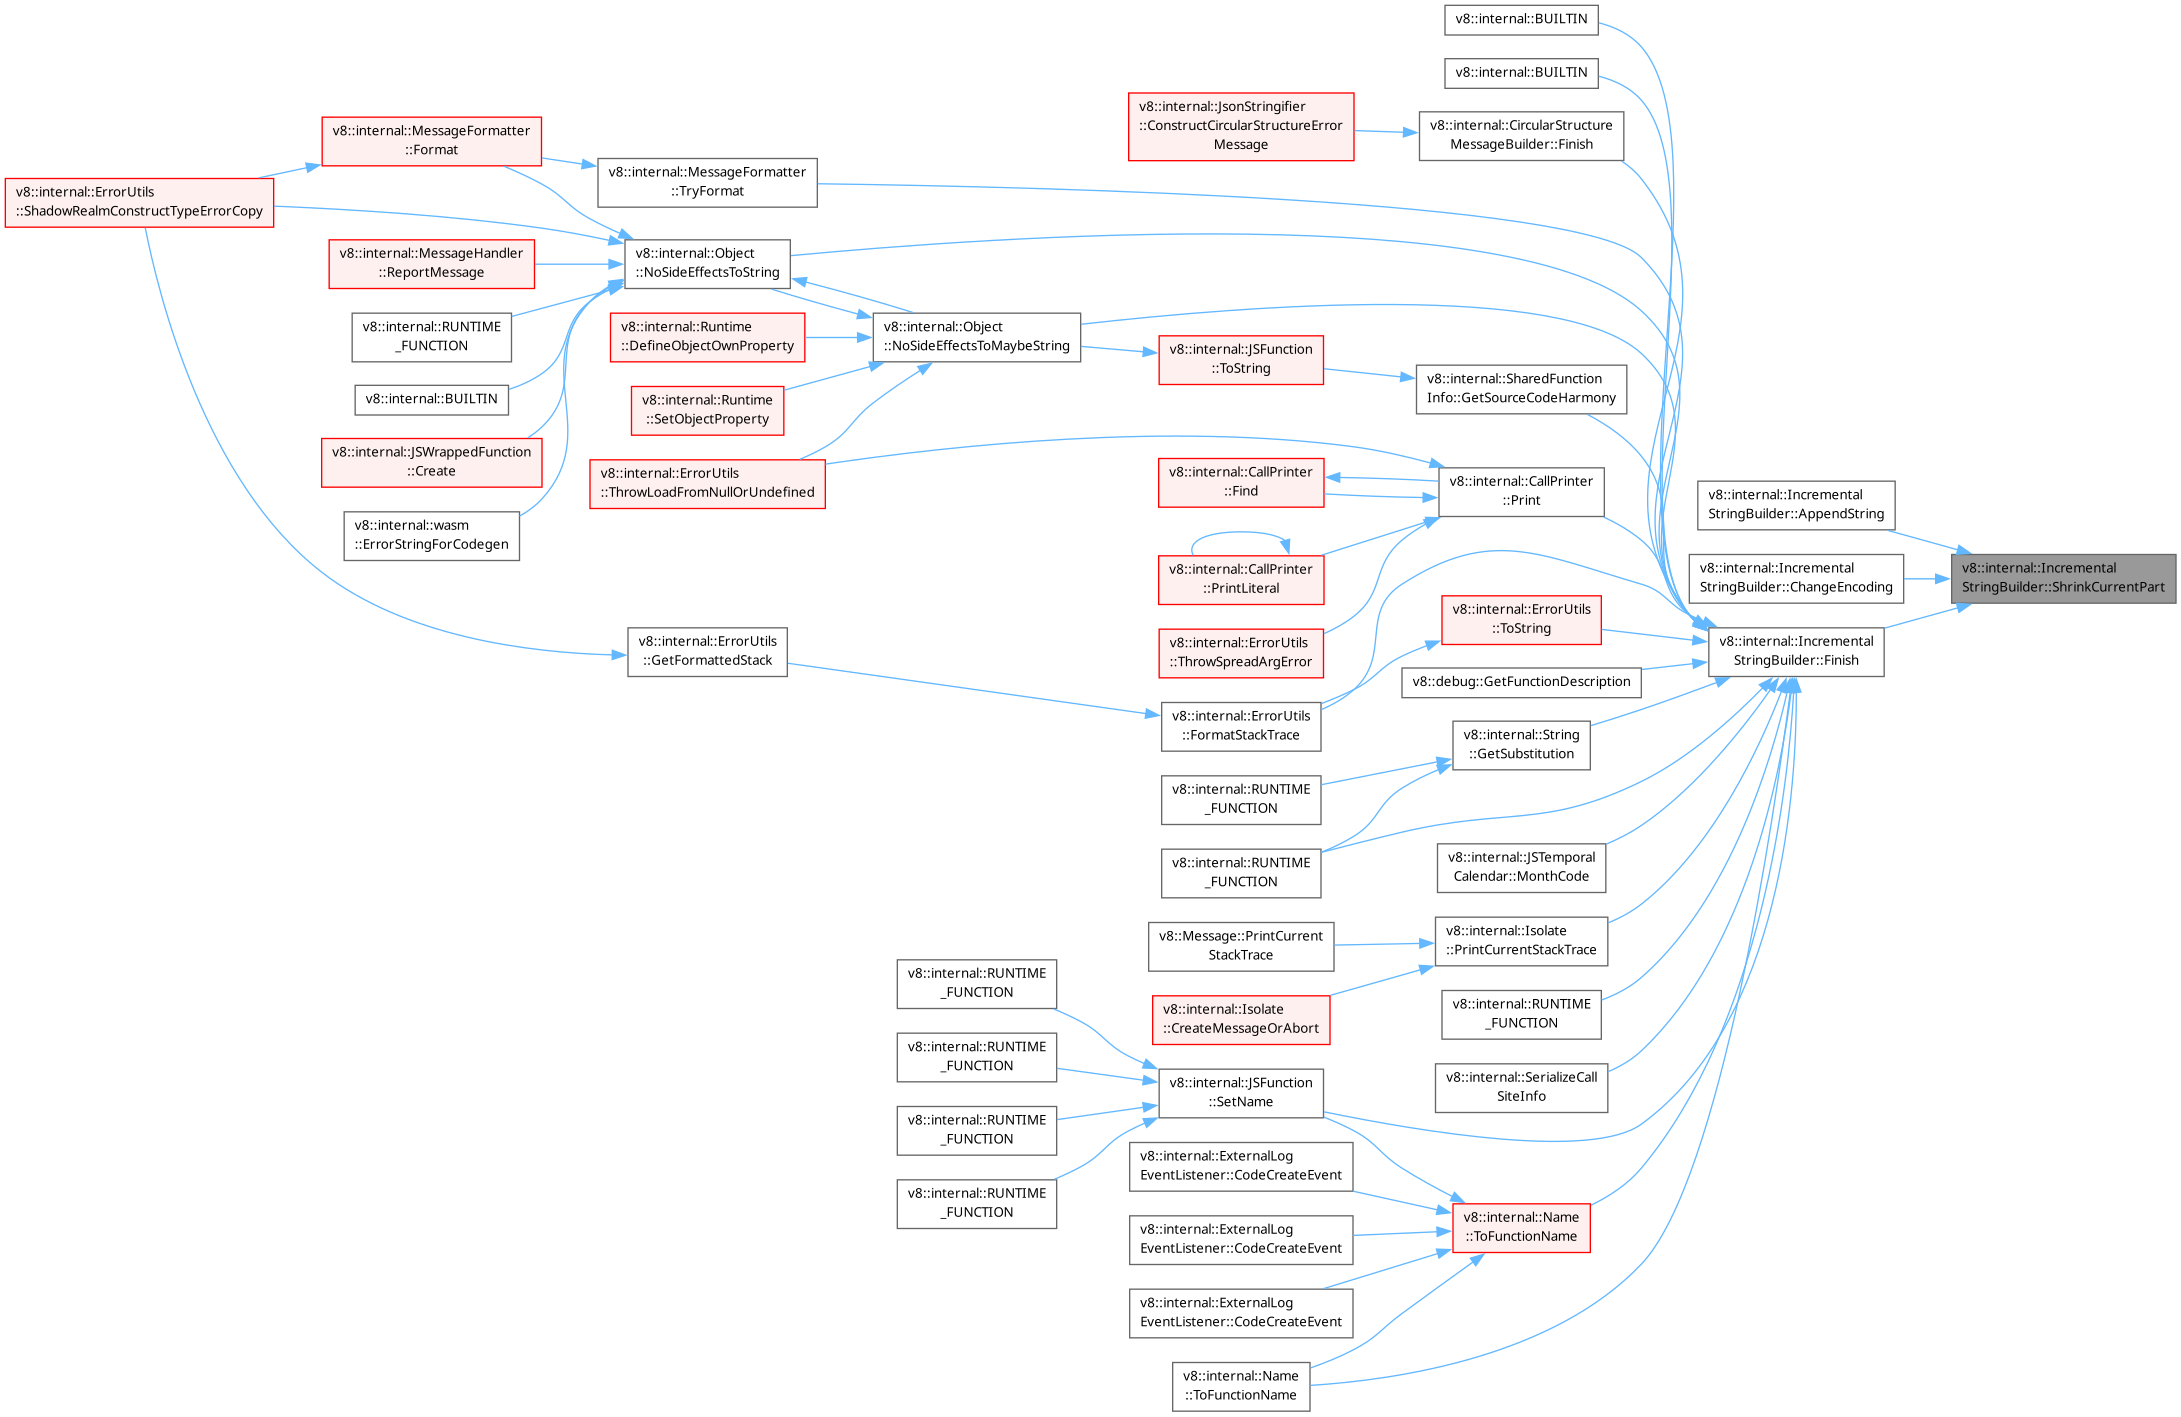 v8::internal::BUILTIN
v8::internal::BUILTIN
v8::internal::JsonStringifier
::ConstructCircularStructureError
Message
v8::internal::CircularStructure
MessageBuilder::Finish
v8::internal::MessageFormatter
::Format
v8::internal::MessageFormatter
::TryFormat
v8::internal::ErrorUtils
::ShadowRealmConstructTypeErrorCopy
v8::internal::MessageHandler
::ReportMessage
v8::internal::Object
::NoSideEffectsToString
v8::internal::RUNTIME
_FUNCTION
v8::internal::Runtime
::DefineObjectOwnProperty
v8::internal::Object
::NoSideEffectsToMaybeString
v8::internal::JSFunction
::ToString
v8::internal::SharedFunction
Info::GetSourceCodeHarmony
v8::internal::BUILTIN
v8::internal::Runtime
::SetObjectProperty
v8::internal::JSWrappedFunction
::Create
v8::internal::ErrorUtils
::ThrowLoadFromNullOrUndefined
v8::internal::CallPrinter
::Find
v8::internal::CallPrinter
::Print
v8::internal::wasm
::ErrorStringForCodegen
v8::internal::Incremental
StringBuilder::AppendString
v8::internal::CallPrinter
::PrintLiteral
v8::internal::Incremental
StringBuilder::ChangeEncoding
v8::internal::Incremental
StringBuilder::ShrinkCurrentPart
v8::internal::ErrorUtils
::ToString
v8::internal::ErrorUtils
::GetFormattedStack
v8::internal::ErrorUtils
::ThrowSpreadArgError
v8::internal::Incremental
StringBuilder::Finish
v8::debug::GetFunctionDescription
v8::internal::ErrorUtils
::FormatStackTrace
v8::internal::String
::GetSubstitution
v8::internal::RUNTIME
_FUNCTION
v8::internal::RUNTIME
_FUNCTION
v8::internal::JSTemporal
Calendar::MonthCode
v8::Message::PrintCurrent
StackTrace
v8::internal::Isolate
::PrintCurrentStackTrace
v8::internal::RUNTIME
_FUNCTION
v8::internal::Isolate
::CreateMessageOrAbort
v8::internal::RUNTIME
_FUNCTION
v8::internal::RUNTIME
_FUNCTION
v8::internal::JSFunction
::SetName
v8::internal::SerializeCall
SiteInfo
v8::internal::RUNTIME
_FUNCTION
v8::internal::ExternalLog
EventListener::CodeCreateEvent
v8::internal::RUNTIME
_FUNCTION
v8::internal::ExternalLog
EventListener::CodeCreateEvent
v8::internal::Name
::ToFunctionName
v8::internal::ExternalLog
EventListener::CodeCreateEvent
v8::internal::Name
::ToFunctionName